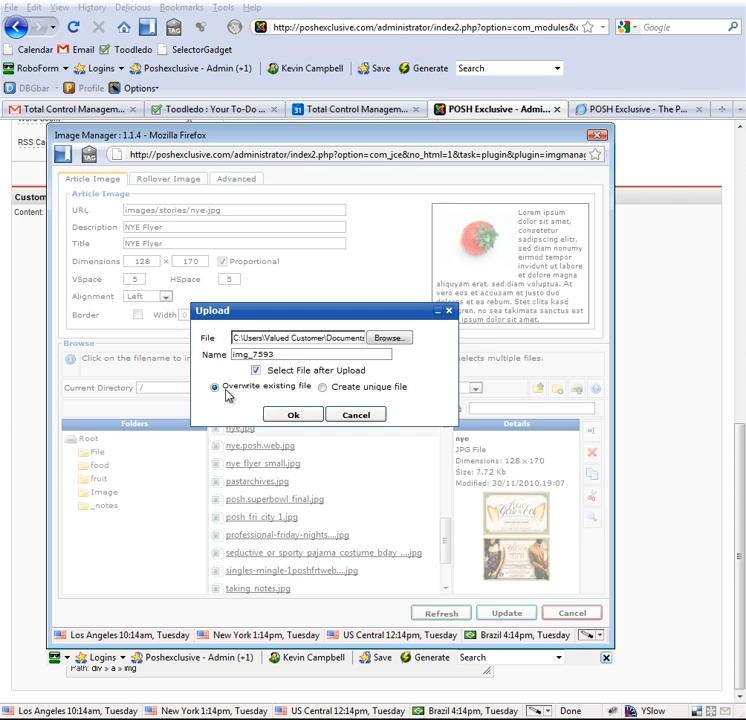 File Edit View History Delicious Bookmarks Tools Help
TAG http://poshexclusive.com/administrator/index2.php?option=com_modules& Google
Calendar Email Toodledo SelectorGadget
RoboForm Logins Poshexclusive - Admin (+1) Kevin Campbell Save Generate Search
DBGbar Profile Options
Total Control Managem... Toodledo : Your To-Do ... 31 Total Control Managem... POSH Exclusive - Admi... POSH Exclusive - The P...
Image Manager : 1.1.4 - Mozilla Firefox
RSS Ca
TAG http://poshexclusive.com/administrator/index2.php?option=com_jce&no_html=1&task=plugin&plugin=imgmanag
Article Image Rollover Image Advanced
Custom
Article Image
Content:
URL images/stories/nye.jpg
Description NYE Flyer
Title NYE Flyer
Dimensions 128 x 170 Proportional
VSpace 5 HSpace 5
Alignment Left
Border Width 0
Lorem ipsum
dolor sit amet,
consetetur
sadipscing elitr,
sed diam nonumy
eirmod tempor
invidunt ut labore
et dolore magna
aliquyam erat, sed diam voluptua. At
vero eos et accusam et justo duo
dolores et ea rebum. Stet clita kasd
Upload
File C:\Users\Valued Customer\Documents Browse...
Name img_7593
Select File after Upload
Overwrite existing file Create unique file
Ok Cancel
Browse
Click on the filename to selects multiple files.
Current Directory /
Folders Details
Root
File
food
fruit
Image
_notes
nye.jpg
nye.posh.web.jpg
nye flyer small.jpg
pastarchives.jpg
posh.superbowl final.jpg
posh fri city 1.jpg
professional-friday-nights-...jpg
seductive or sporty pajama costume bday ....jpg
singles-mingle-1poshfrtweb...jpg
taking notes.jpg
nye
JPG File
Dimensions: 128 x 170
Size: 7.72 Kb
Modified: 30/11/2010,19:07
Refresh Update Cancel
Los Angeles 10:14am, Tuesday New York 1:14pm, Tuesday US Central 12:14pm, Tuesday Brazil 4:14pm, Tuesday
Logins Poshexclusive - Admin (+1) Kevin Campbell Save Generate Search
Path: div » a » img
Los Angeles 10:14am, Tuesday New York 1:14pm, Tuesday US Central 12:14pm, Tuesday Brazil 4:14pm, Tuesday Done YSlow